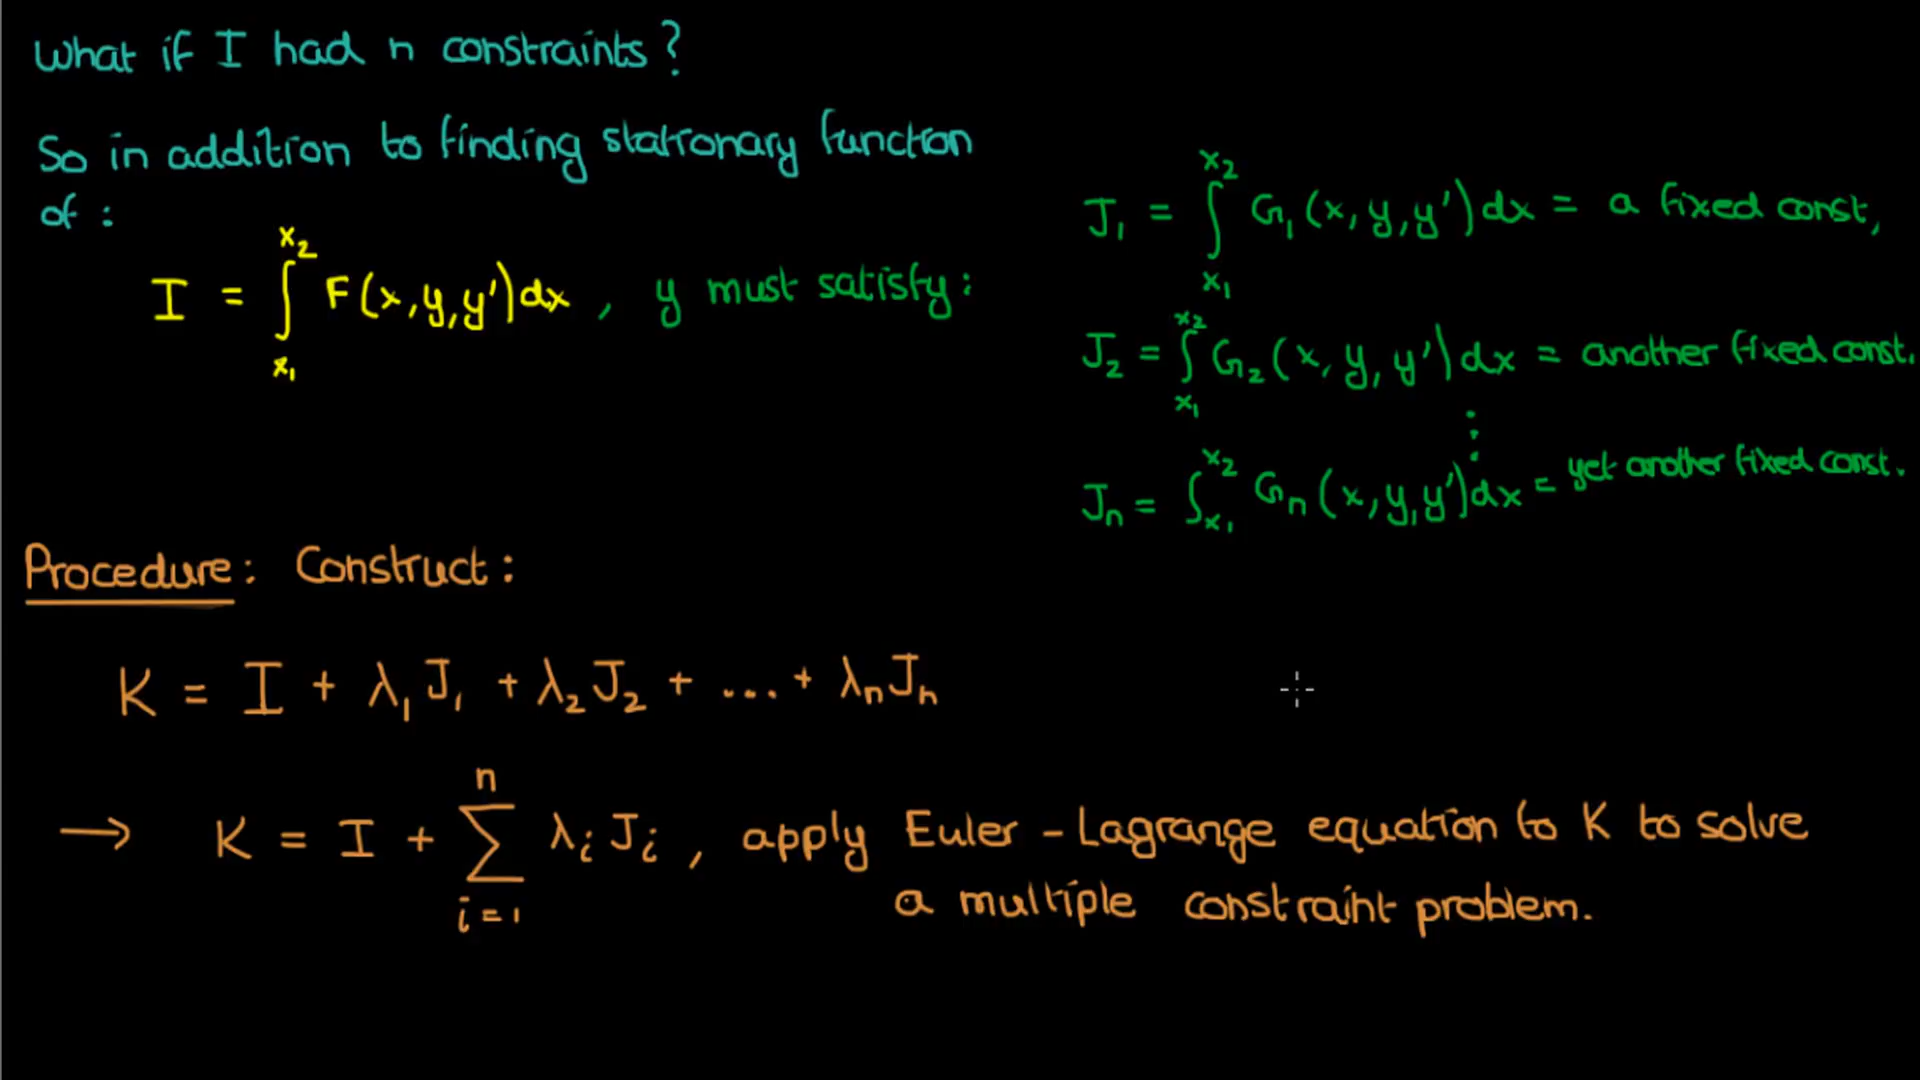 What if I had n constraints?
So in addition to finding stationary function
of :
I = ∫_{x₁}^{x₂} F(x, y, y') dx , y must satisfy:
J₁ = ∫_{x₁}^{x₂} G₁(x, y, y') dx = a fixed const,
J₂ = ∫_{x₁}^{x₂} G₂(x, y, y') dx = another fixed const.
⋮
Jₙ = ∫_{x₁}^{x₂} Gₙ(x, y, y') dx = yet another fixed const.
Procedure: Construct:
K = I + λ₁J₁ + λ₂J₂ + ... + λₙJₙ
→ K = I + ∑_{i=1}^{n} λᵢJᵢ , apply Euler-Lagrange equation to K to solve
a multiple constraint problem.